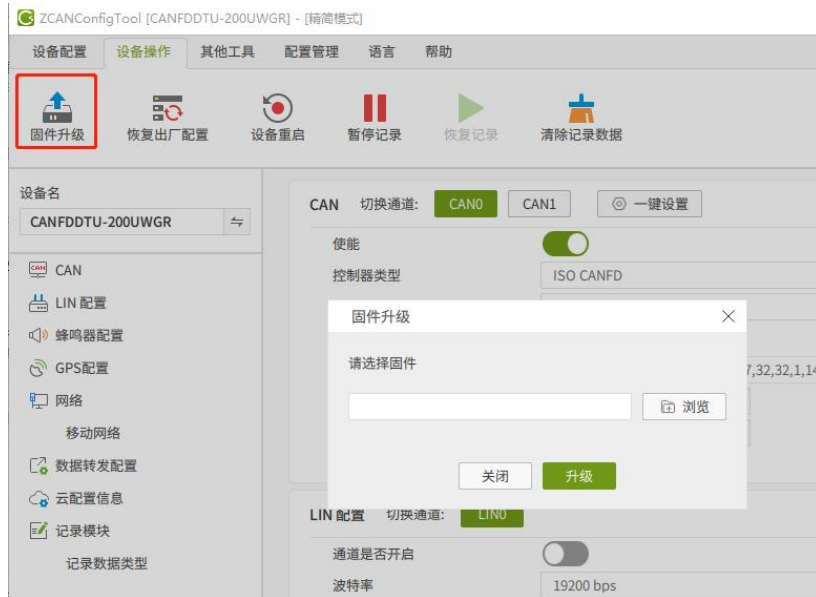 ZCANConfigTool [CANFDDTU-200UWGR] - [精简模式]
设备配置 设备操作 其他工具 配置管理 语言 帮助
固件升级 恢复出厂配置 设备重启 暂停记录 恢复记录 清除记录数据
设备名
CANFDDTU-200UWGR
CAN
LIN 配置
蜂鸣器配置
GPS配置
网络
移动网络
数据转发配置
云配置信息
记录模块
记录数据类型
CAN 切换通道: CAN0 CAN1 一键设置
使能
控制器类型 ISO CANFD
固件升级
请选择固件
7,32,32,1,14
浏览
关闭 升级
LIN 配置 切换通道: LIN0
通道是否开启
波特率 19200 bps